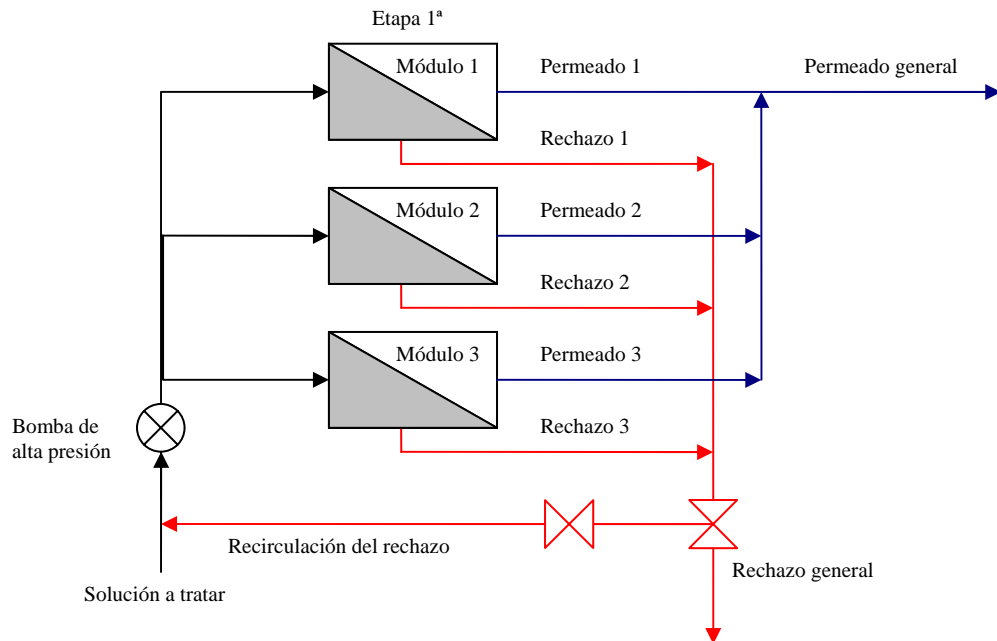 Etapa 1ª
Módulo 1
Permeado 1
Permeado general
Rechazo 1
Módulo 2
Permeado 2
Rechazo 2
Módulo 3
Permeado 3
Rechazo 3
Bomba de
alta presión
Recirculación del rechazo
Rechazo general
Solución a tratar